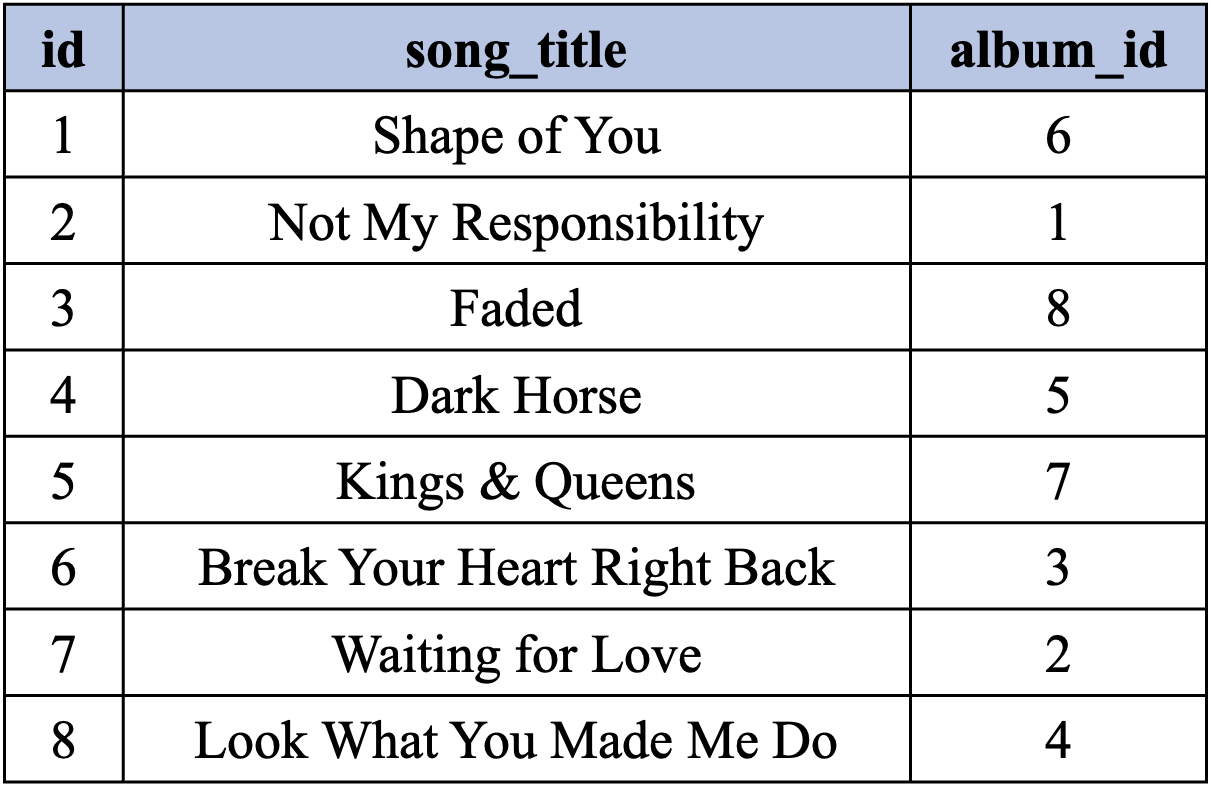 id song_title album_id
1 Shape of You 6
2 Not My Responsibility 1
3 Faded 8
4 Dark Horse 5
5 Kings & Queens 7
6 Break Your Heart Right Back 3
7 Waiting for Love 2
8 Look What You Made Me Do 4